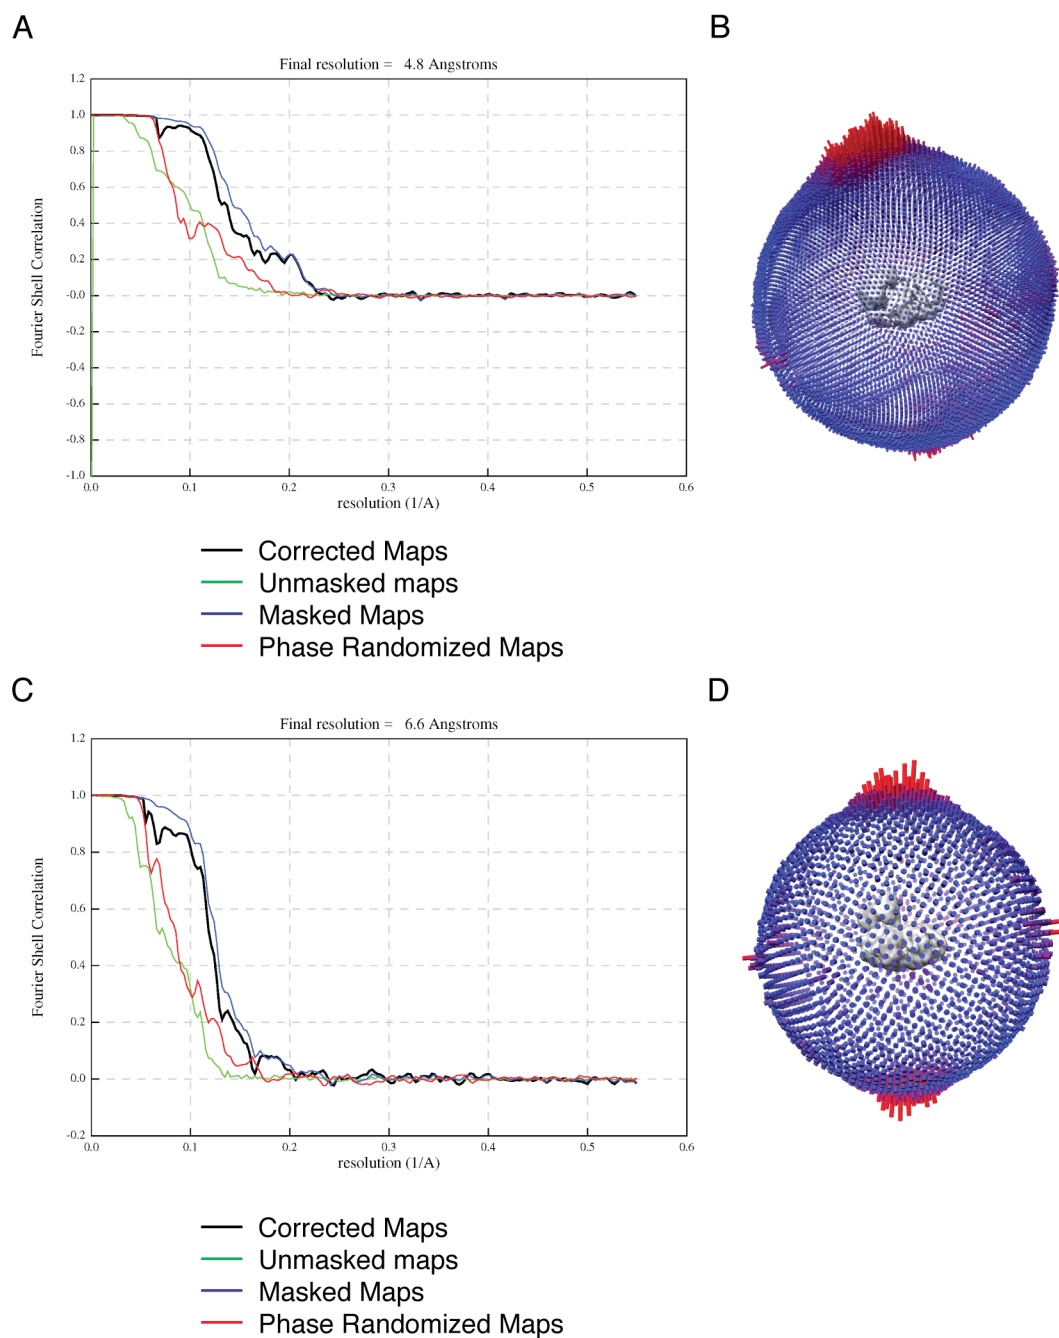 A
B
Final resolution = 4.8 Angstroms
1.2
1.0
0.8
0.6
0.4
0.2
-0.0
-0.2
-0.4
-0.6
-0.8
-1.0
Fourier Shell Correlation
0.0 0.1 0.2 0.3 0.4 0.5 0.6
resolution (1/A)
Corrected Maps
Unmasked maps
Masked Maps
Phase Randomized Maps
C
D
Final resolution = 6.6 Angstroms
1.2
1.0
0.8
0.6
0.4
0.2
0.0
-0.2
Fourier Shell Correlation
0.0 0.1 0.2 0.3 0.4 0.5 0.6
resolution (1/A)
Corrected Maps
Unmasked maps
Masked Maps
Phase Randomized Maps